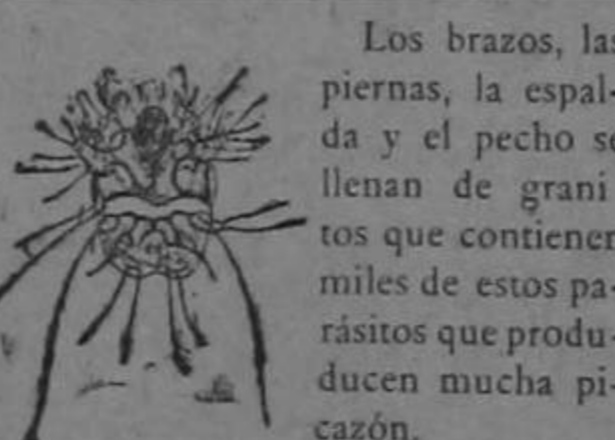 Los brazos, las
piernas, la espal-
da y el pecho se
llenan de grani
tos que contienen
miles de estos pa-
rásitos que produ-
ducen mucha pi-
cazón.